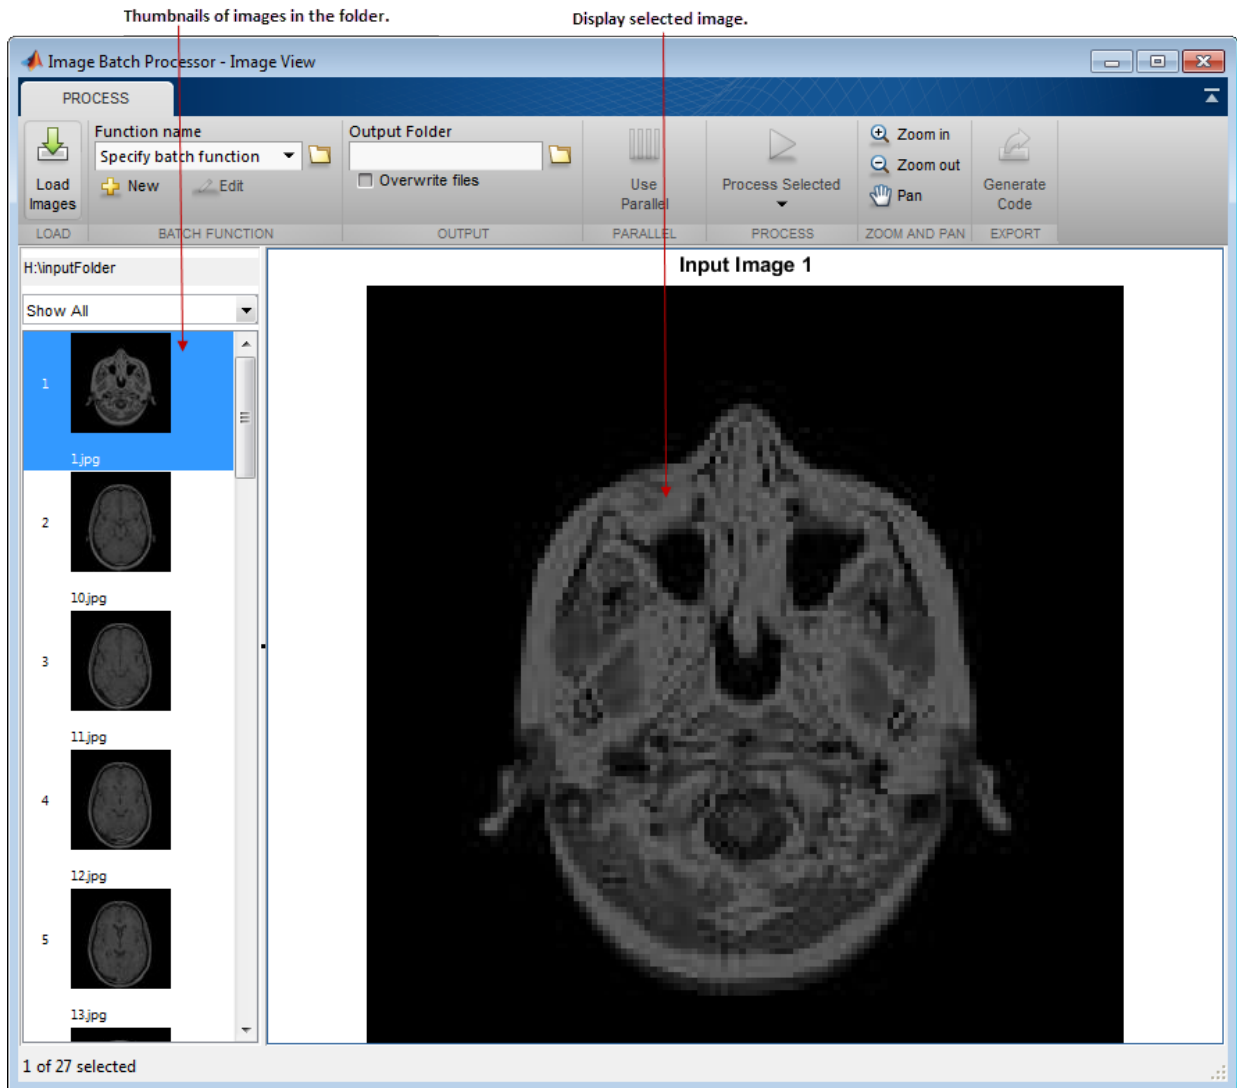 Thumbnails of images in the folder.
Display selected image.
Image Batch Processor - Image View
PROCESS
Load
Images
LOAD
Function name
Specify batch function
New
Edit
BATCH FUNCTION
Output Folder
Overwrite files
OUTPUT
Use
Parallel
PARALLEL
Process Selected
PROCESS
Zoom in
Zoom out
Pan
ZOOM AND PAN
Generate
Code
EXPORT
H:\inputFolder
Show All
1
1.jpg
2
10.jpg
3
11.jpg
4
12.jpg
5
13.jpg
Input Image 1
1 of 27 selected